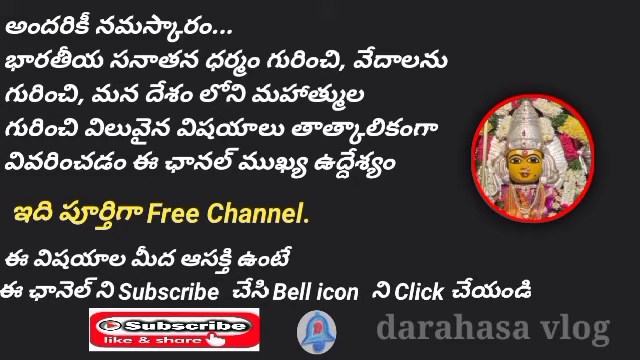 అందరికీ నమస్కారం...
భారతీయ సనాతన ధర్మం గురించి, వేదాలను
గురించి, మన దేశం లోని మహాత్ముల
గురించి విలువైన విషయాలు తాత్కాలికంగా
వివరించడం ఈ ఛానల్ ముఖ్య ఉద్దేశ్యం
ఇది పూర్తిగా Free Channel.
ఈ విషయాల మీద ఆసక్తి ఉంటే
ఈ ఛానెల్ ని Subscribe చేసి Bell icon ని Click చేయండి
Subscribe
like & share
darahasa vlog